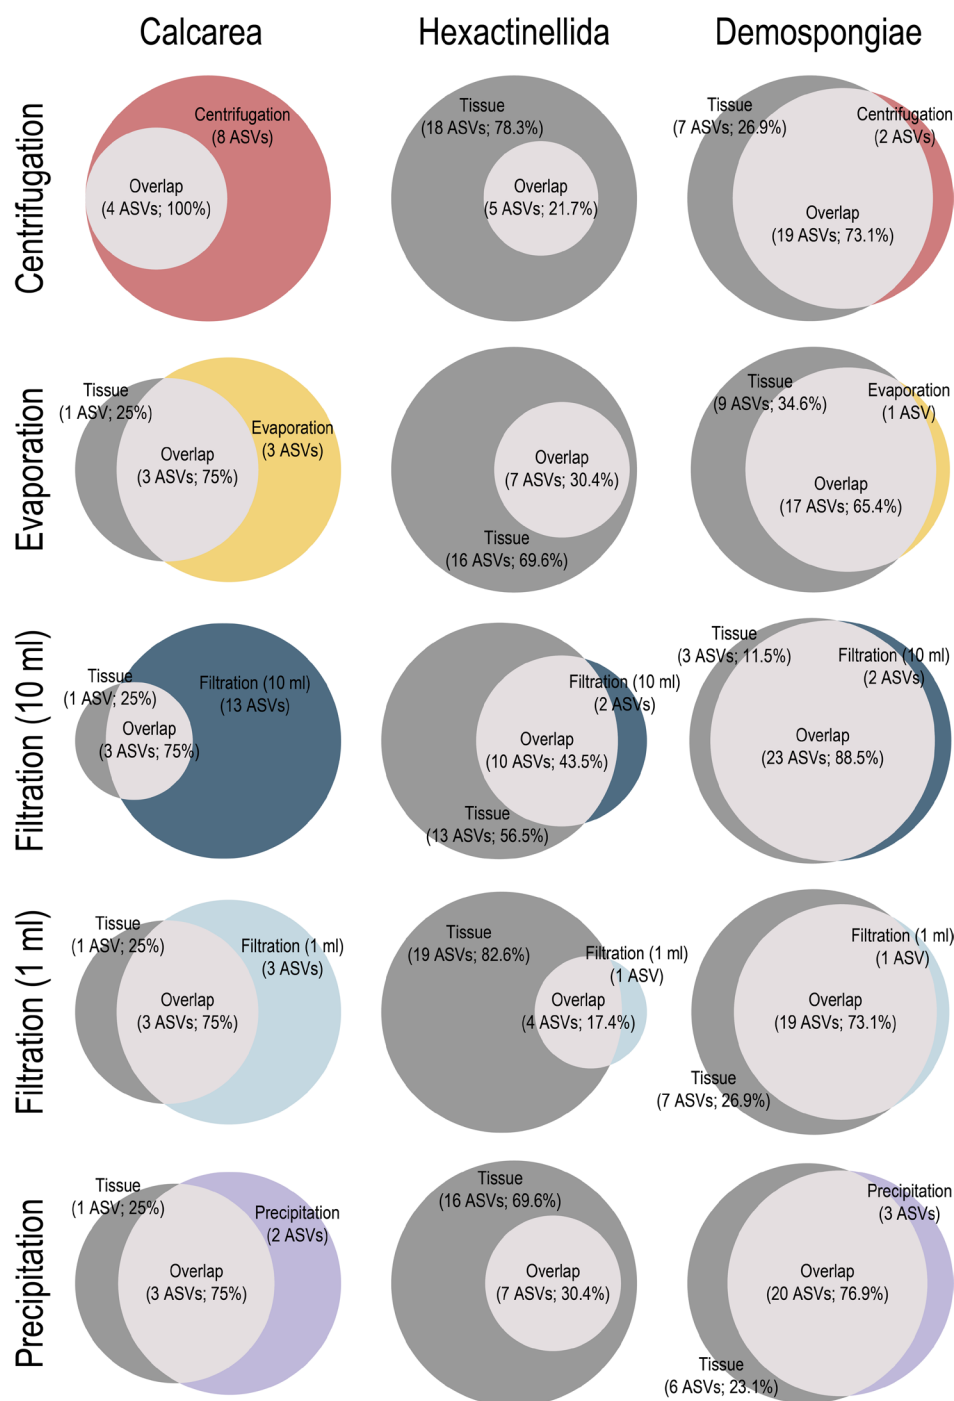 Calcarea
Hexactinellida
Demospongiae
Centrifugation
Centrifugation
(8 ASVs)
Overlap
(4 ASVs; 100%)
Tissue
(18 ASVs; 78.3%)
Overlap
(5 ASVs; 21.7%)
Tissue
(7 ASVs; 26.9%)
Centrifugation
(2 ASVs)
Overlap
(19 ASVs; 73.1%)
Evaporation
Tissue
(1 ASV; 25%)
Evaporation
(3 ASVs)
Overlap
(3 ASVs; 75%)
Overlap
(7 ASVs; 30.4%)
Tissue
(16 ASVs; 69.6%)
Tissue
(9 ASVs; 34.6%)
Evaporation
(1 ASV)
Overlap
(17 ASVs; 65.4%)
Filtration (10 ml)
Tissue
(1 ASV; 25%)
Filtration (10 ml)
(13 ASVs)
Overlap
(3 ASVs; 75%)
Filtration (10 ml)
(2 ASVs)
Overlap
(10 ASVs; 43.5%)
Tissue
(13 ASVs; 56.5%)
Tissue
(3 ASVs; 11.5%)
Filtration (10 ml)
(2 ASVs)
Overlap
(23 ASVs; 88.5%)
Filtration (1 ml)
Tissue
(1 ASV; 25%)
Filtration (1 ml)
(3 ASVs)
Overlap
(3 ASVs; 75%)
Tissue
(19 ASVs; 82.6%)
Filtration (1 ml)
(1 ASV)
Overlap
(4 ASVs; 17.4%)
Filtration (1 ml)
(1 ASV)
Overlap
(19 ASVs; 73.1%)
Tissue
(7 ASVs; 26.9%)
Precipitation
Tissue
(1 ASV; 25%)
Precipitation
(2 ASVs)
Overlap
(3 ASVs; 75%)
Tissue
(16 ASVs; 69.6%)
Overlap
(7 ASVs; 30.4%)
Precipitation
(3 ASVs)
Overlap
(20 ASVs; 76.9%)
Tissue
(6 ASVs; 23.1%)